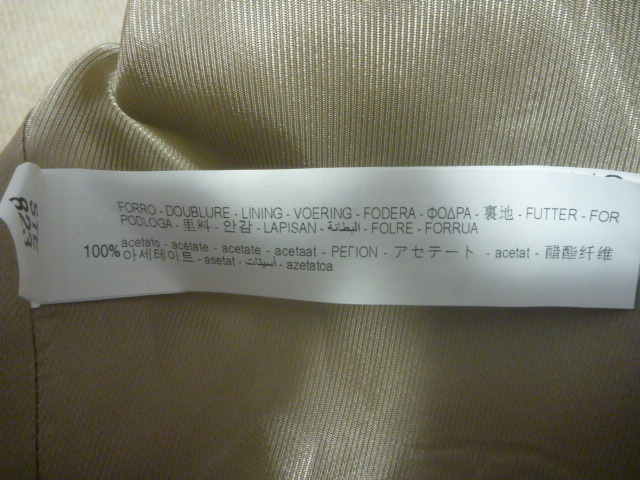 FORRO - DOUBLURE - LINING - VOERING - FODERA - ΦΟΔΡΑ - 裏地 - FUTTER - FOR
PODLOGA - 里料 - 안감 - LAPISAN - البطانة - FOLRE - FORRUA
100% acetato - acétate - acetate - acetaat - ΡΕΓΙΟΝ - アセテート - acetat - 醋酯纤维
아세테이트 - asetat - أسيتات - azetatoa